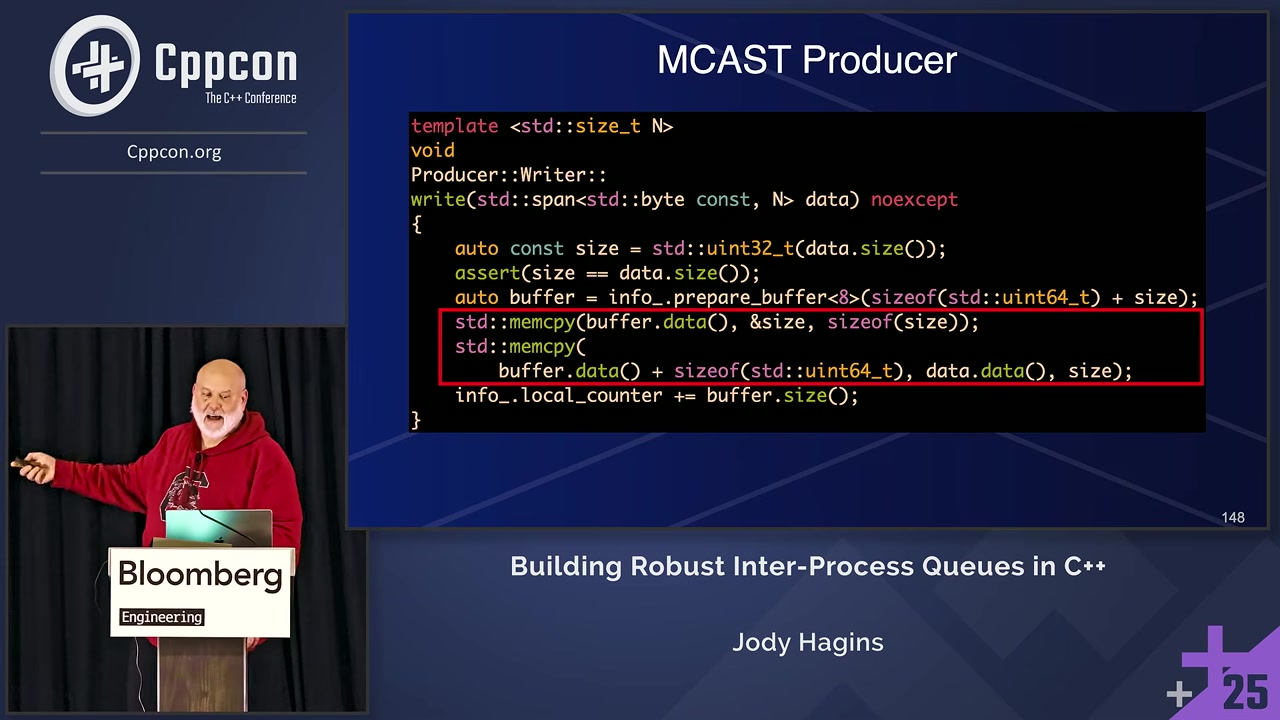 Cppcon
The C++ Conference
Cppcon.org
MCAST Producer
template <std::size_t N>
void
Producer::Writer::
write(std::span<std::byte const, N> data) noexcept
{
    auto const size = std::uint32_t(data.size());
    assert(size == data.size());
    auto buffer = info_.prepare_buffer<8>(sizeof(std::uint64_t) + size);
    std::memcpy(buffer.data(), &size, sizeof(size));
    std::memcpy(
        buffer.data() + sizeof(std::uint64_t), data.data(), size);
    info_.local_counter += buffer.size();
}
148
Bloomberg
Engineering
Building Robust Inter-Process Queues in C++
Jody Hagins
25